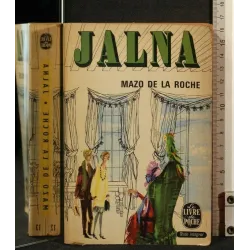 JALNA
MAZO DE LA ROCHE
LE LIVRE
DE POCHE
MAZO DE LA ROCHE • JALNA